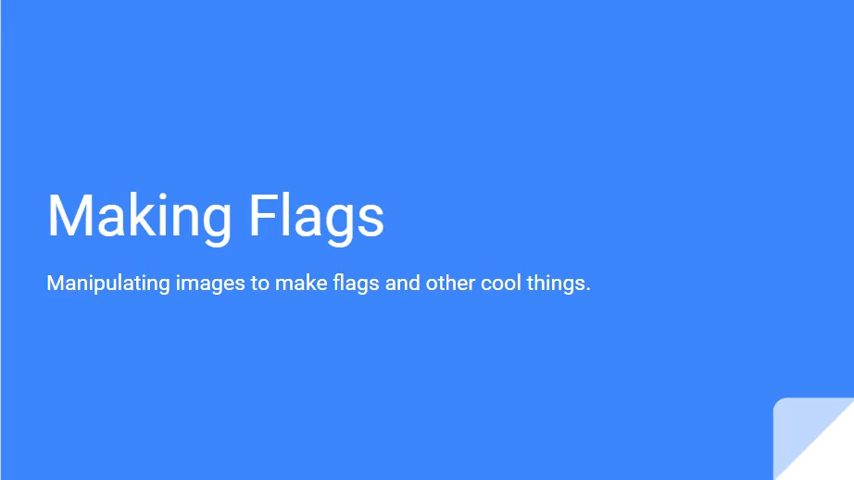 Making Flags
Manipulating images to make flags and other cool things.